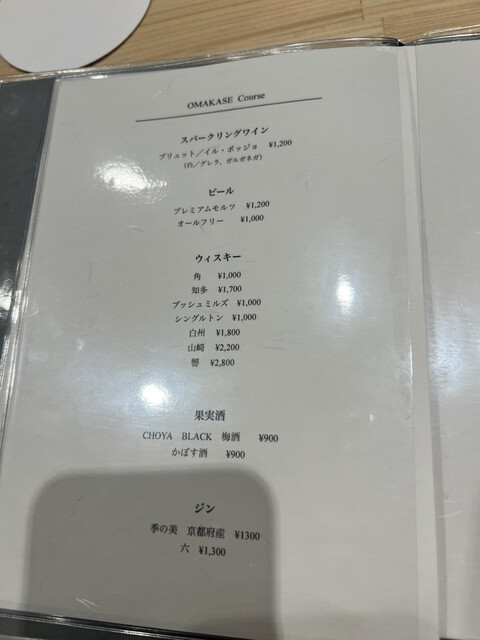 OMAKASE Course
スパークリングワイン
ブリュット／イル・ポッジョ ¥1,200
(白／グレラ、ガルガネガ)
ビール
プレミアムモルツ ¥1,200
オールフリー ¥1,000
ウィスキー
角 ¥1,000
知多 ¥1,700
ブッシュミルズ ¥1,000
シングルトン ¥1,000
白州 ¥1,800
山崎 ¥2,200
響 ¥2,800
果実酒
CHOYA BLACK 梅酒 ¥900
かぼす酒 ¥900
ジン
季の美 京都府産 ¥1300
六 ¥1,300